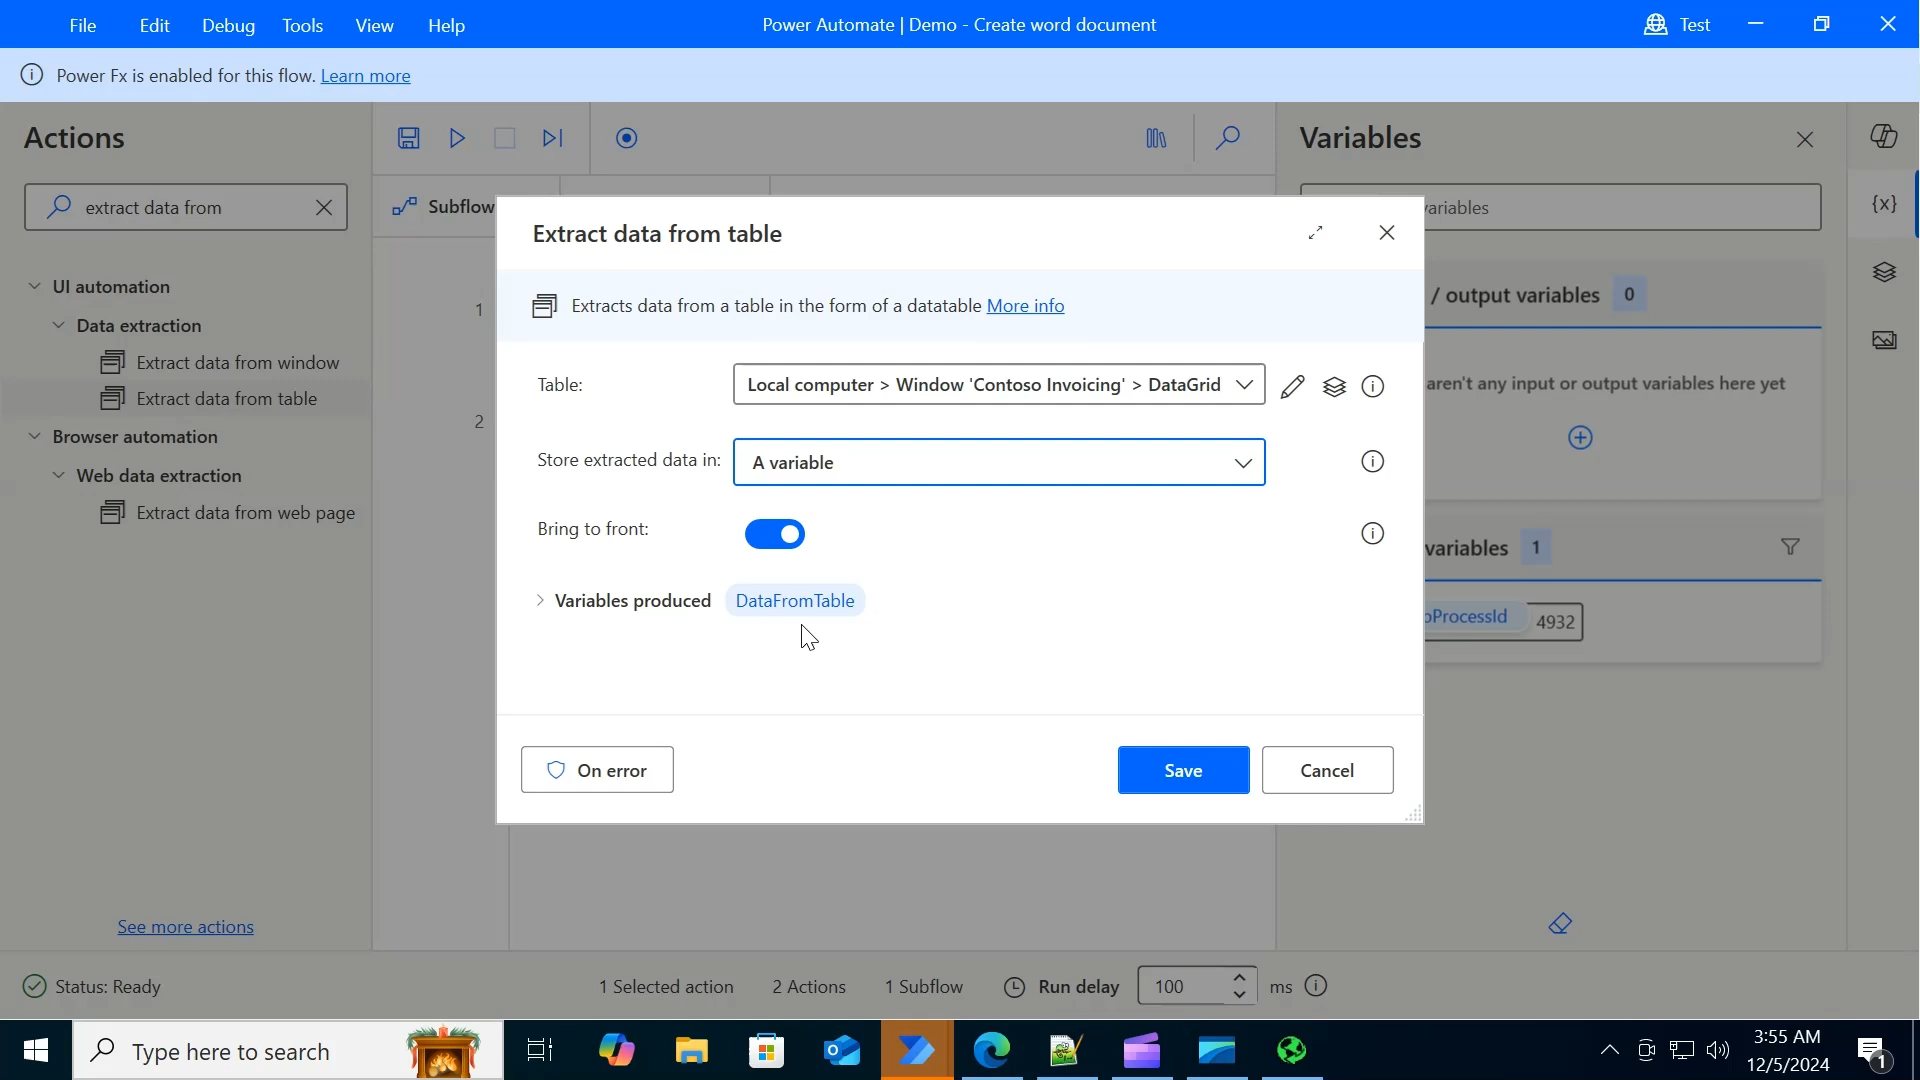 File Edit Debug Tools View Help
Power Automate | Demo - Create word document
Test
Power Fx is enabled for this flow. Learn more
Actions
extract data from
UI automation
Data extraction
Extract data from window
Extract data from table
Browser automation
Web data extraction
Extract data from web page
See more actions
Subflow
1
2
Extract data from table
Extracts data from a table in the form of a datatable More info
Table: Local computer > Window 'Contoso Invoicing' > DataGrid
Store extracted data in: A variable
Bring to front:
Variables produced DataFromTable
On error Save Cancel
Variables
variables
{x}
/ output variables 0
aren't any input or output variables here yet
variables 1
pProcessId 4932
Status: Ready 1 Selected action 2 Actions 1 Subflow Run delay 100 ms
Type here to search
3:55 AM
12/5/2024
1